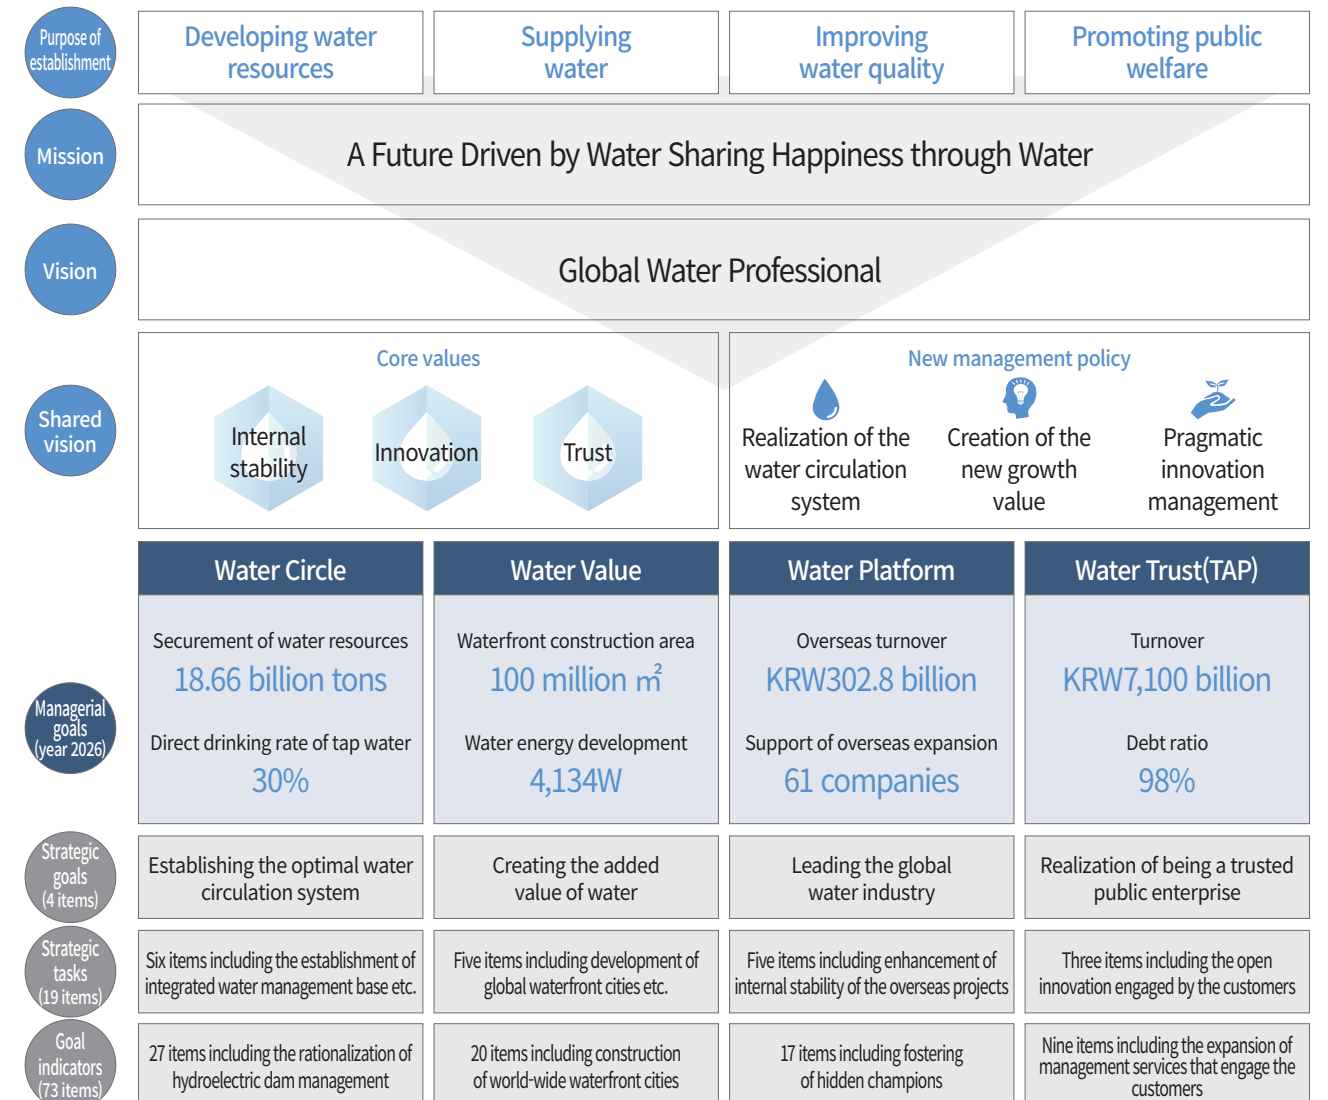 Purpose of
establishment
Developing water
resources
Supplying
water
Improving
water quality
Promoting public
welfare
Mission
A Future Driven by Water Sharing Happiness through Water
Vision
Global Water Professional
Shared
vision
Core values
Internal
stability
Innovation
Trust
New management policy
Realization of the
water circulation
system
Creation of the
new growth
value
Pragmatic
innovation
management
Managerial
goals
(year 2026)
Water Circle
Securement of water resources
18.66 billion tons
Direct drinking rate of tap water
30%
Water Value
Waterfront construction area
100 million ㎡
Water energy development
4,134W
Water Platform
Overseas turnover
KRW302.8 billion
Support of overseas expansion
61 companies
Water Trust(TAP)
Turnover
KRW7,100 billion
Debt ratio
98%
Strategic
goals
(4 items)
Establishing the optimal water
circulation system
Creating the added
value of water
Leading the global
water industry
Realization of being a trusted
public enterprise
Strategic
tasks
(19 items)
Six items including the establishment of
integrated water management base etc.
Five items including development of
global waterfront cities etc.
Five items including enhancement of
internal stability of the overseas projects
Three items including the open
innovation engaged by the customers
Goal
indicators
(73 items)
27 items including the rationalization of
hydroelectric dam management
20 items including construction
of world-wide waterfront cities
17 items including fostering
of hidden champions
Nine items including the expansion of
management services that engage the
customers